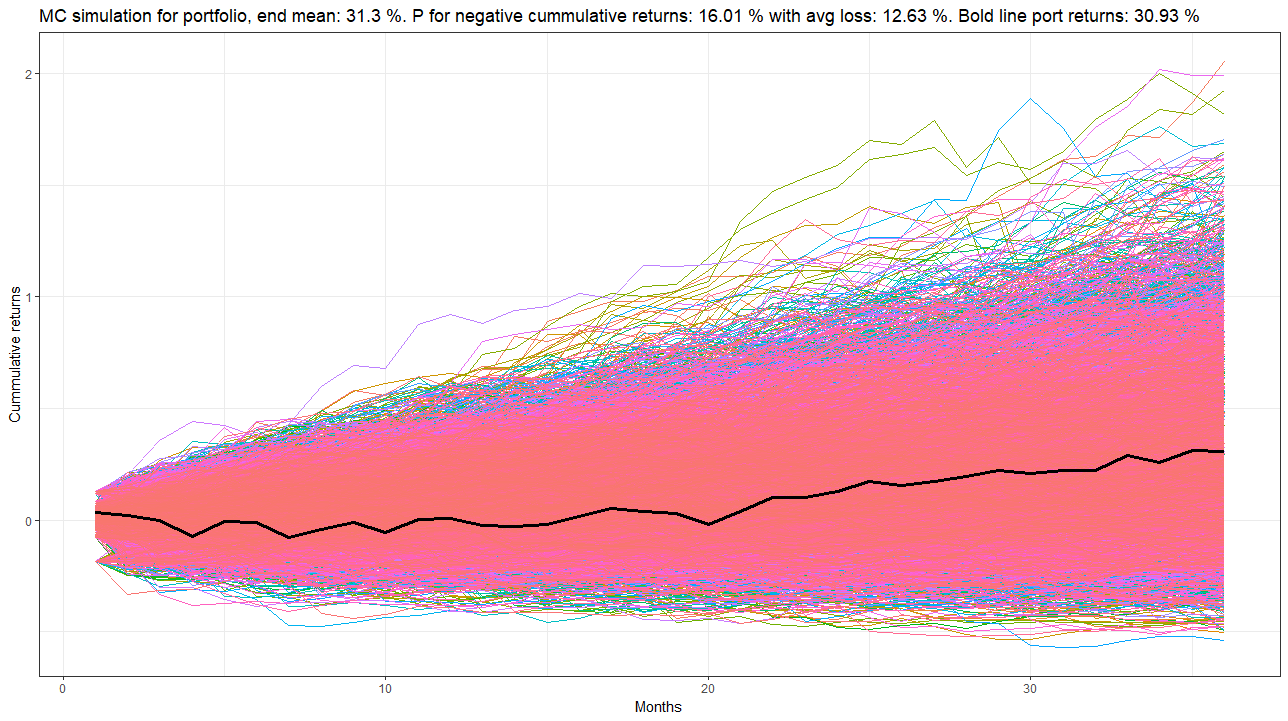 MC simulation for portfolio, end mean: 31.3 %. P for negative cummulative returns: 16.01 % with avg loss: 12.63 %. Bold line port returns: 30.93 %
Cummulative returns
2
1
0
0
10
20
30
Months